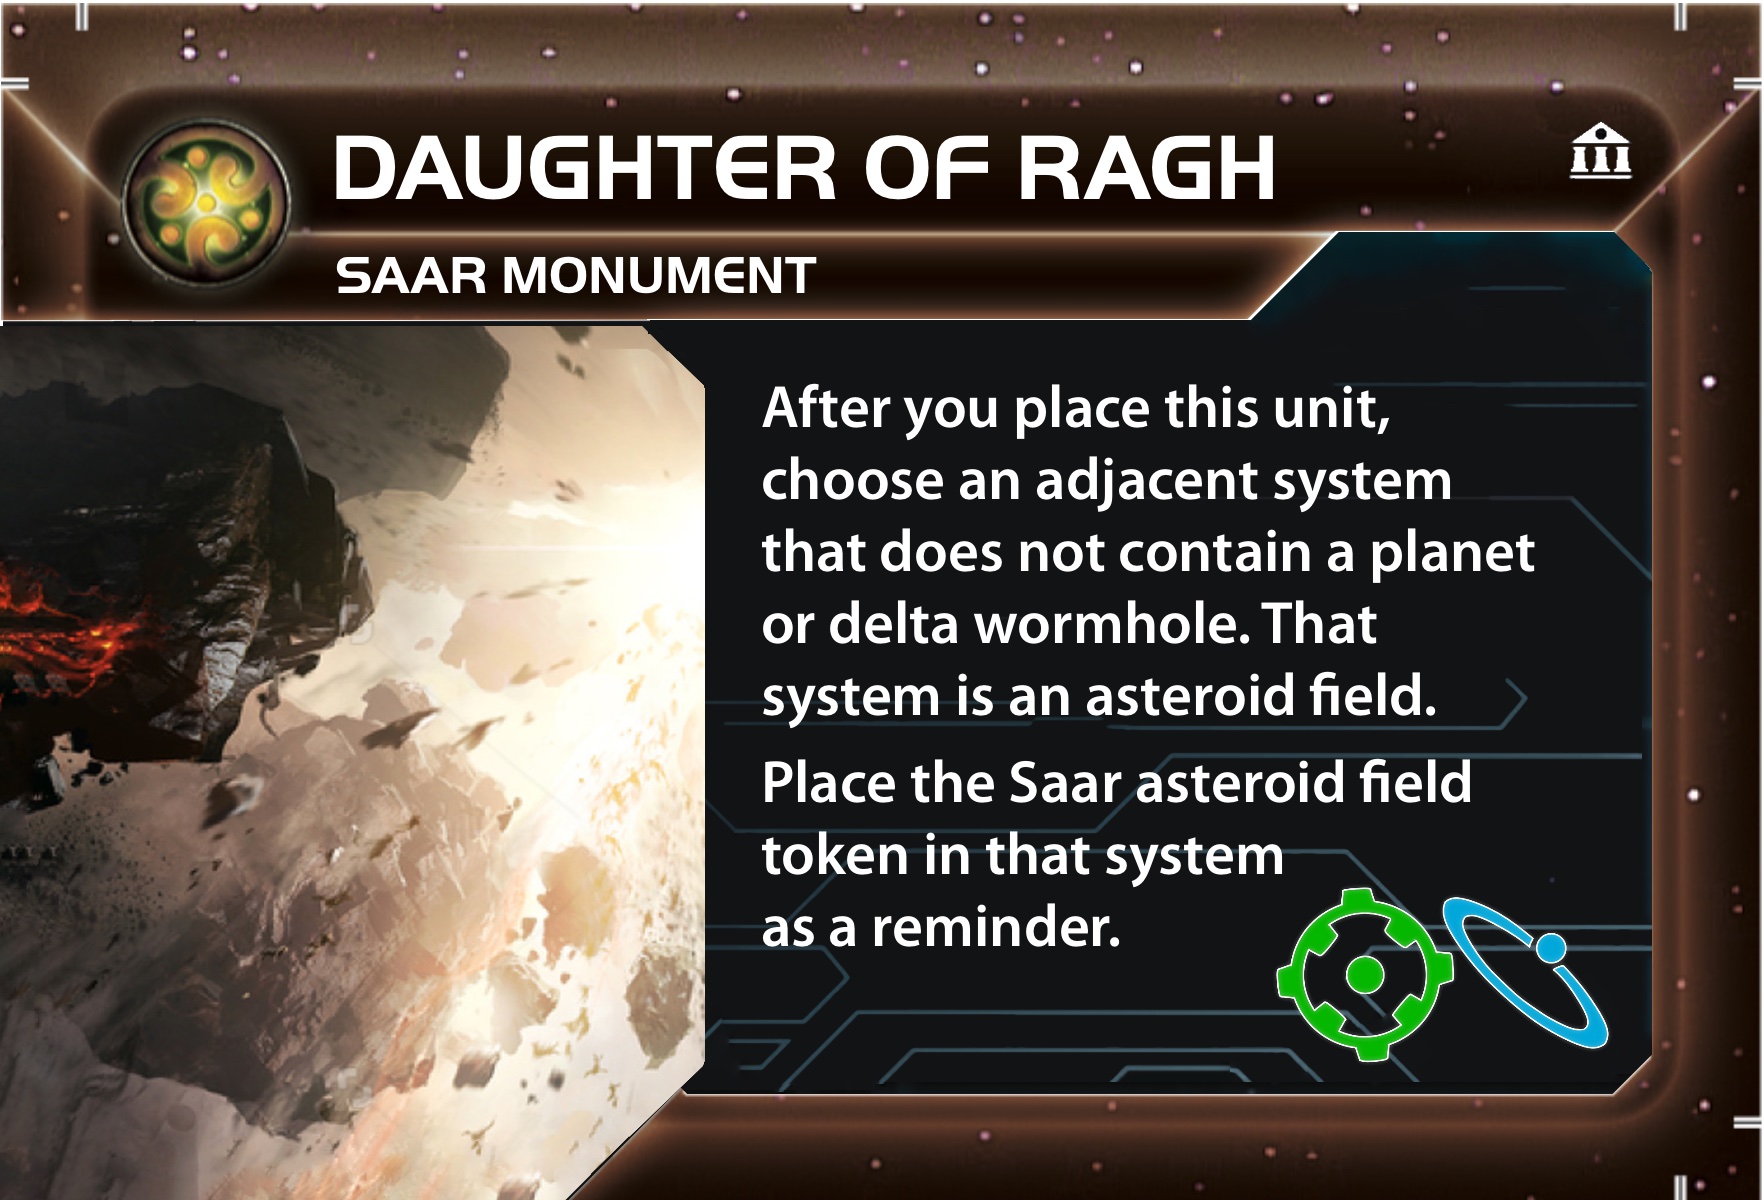 DAUGHTER OF RAGH
SAAR MONUMENT
After you place this unit,
choose an adjacent system
that does not contain a planet
or delta wormhole. That
system is an asteroid field.
Place the Saar asteroid field
token in that system
as a reminder.